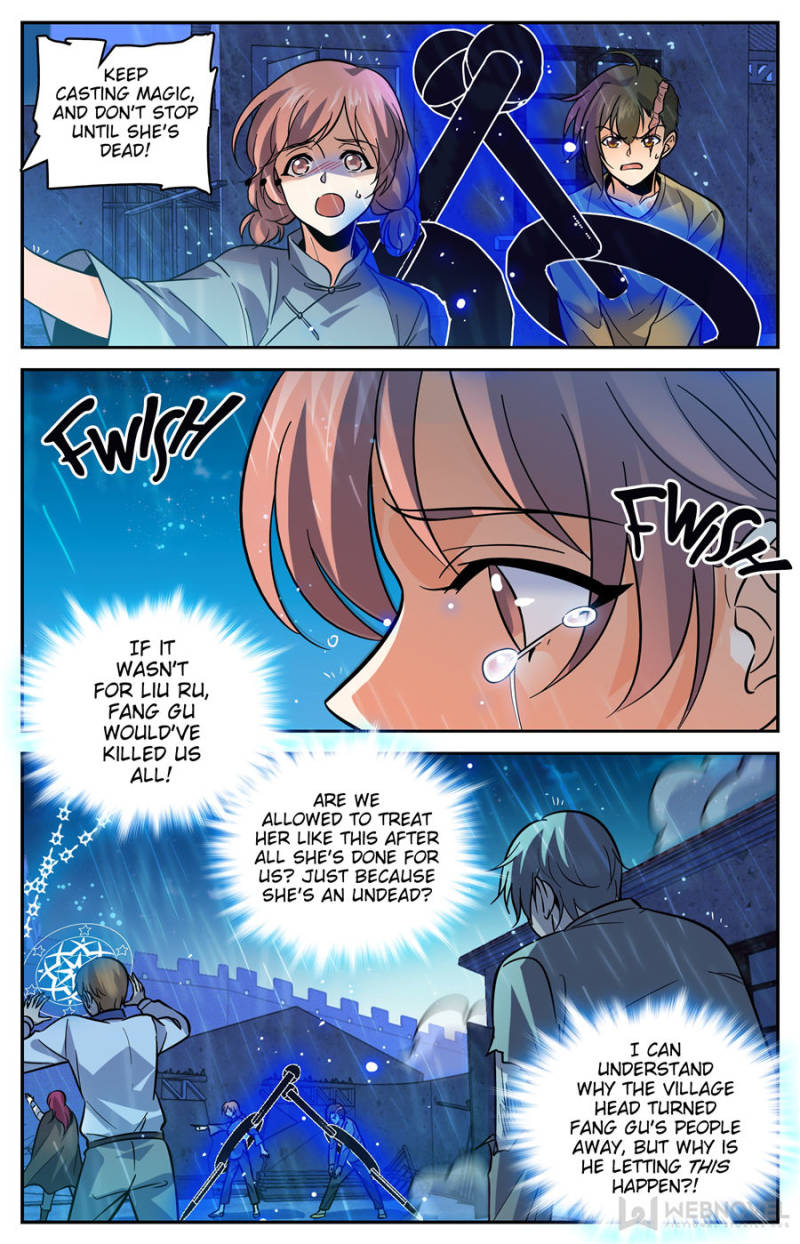 KEEP
CASTING MAGIC,
AND DON'T STOP
UNTIL SHE'S
DEAD!
FWISH
FWISH
IF IT
WASN'T
FOR LIU RU,
FANG GU
WOULD'VE
KILLED US
ALL!
ARE WE
ALLOWED TO TREAT
HER LIKE THIS AFTER
ALL SHE'S DONE FOR
US? JUST BECAUSE
SHE'S AN UNDEAD?
I CAN
UNDERSTAND
WHY THE VILLAGE
HEAD TURNED
FANG GU'S PEOPLE
AWAY, BUT WHY IS
HE LETTING THIS
HAPPEN?!
WEBNOVEL